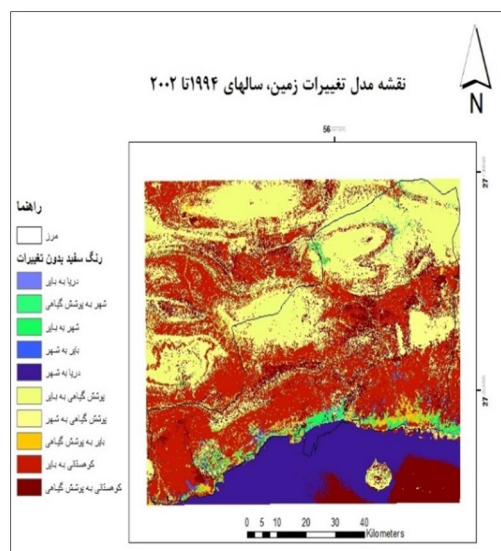 نقشه مدل تغییرات زمین، سالهای ۱۹۹۴ تا ۲۰۰۲
N
56
27
27
راهنما
مرز
رنگ سفید بدون تغییرات
دریا به بایر
شهر به پوشش گیاهی
شهر به بایر
بایر به شهر
دریا به شهر
پوشش گیاهی به بایر
پوشش گیاهی به شهر
بایر به پوشش گیاهی
کوهستانی به بایر
کوهستانی به پوشش گیاهی
0 5 10 20 30 40
Kilometers